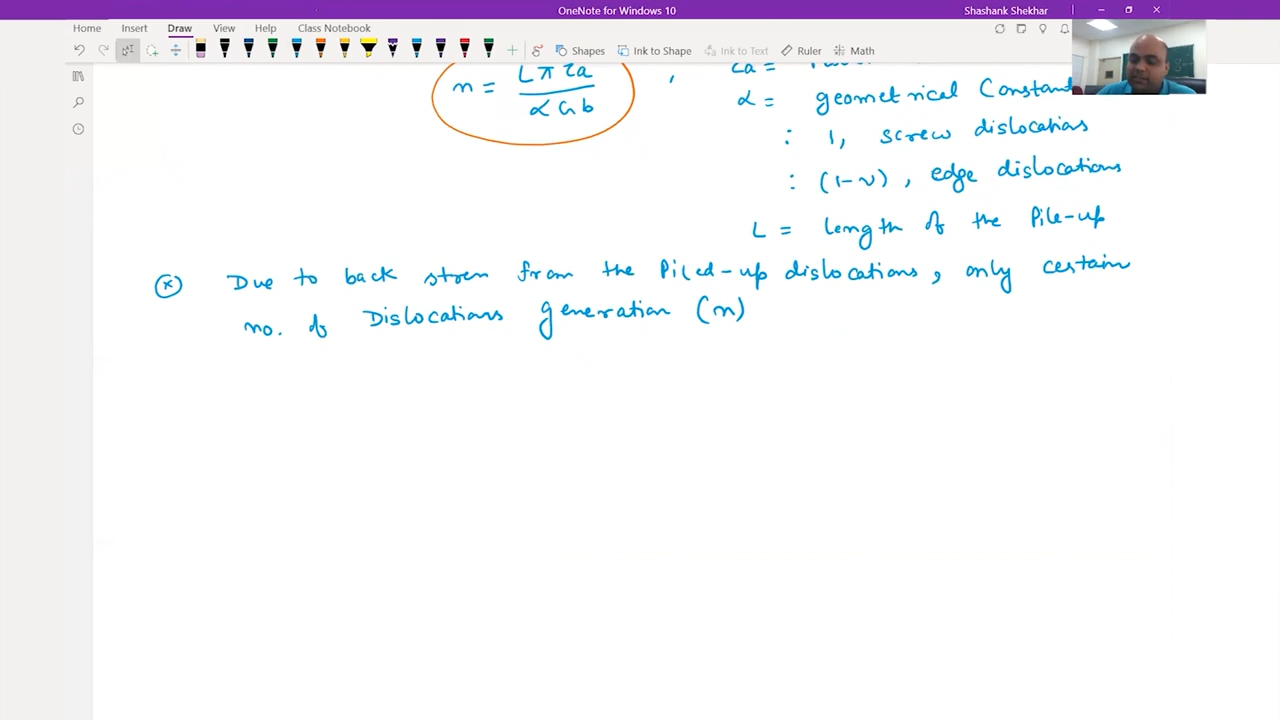 OneNote for Windows 10
Shashank Shekhar
Home Insert Draw View Help Class Notebook
Shapes Ink to Shape Ink to Text Ruler Math
n = Lπτa / αGb ,
τa =
α = geometrical Constant
: 1, screw dislocations
: (1-ν), edge dislocations
L = length of the Pile-up
(x) Due to back stress from the Piled-up dislocations, only certain
no. of Dislocations generation (n)